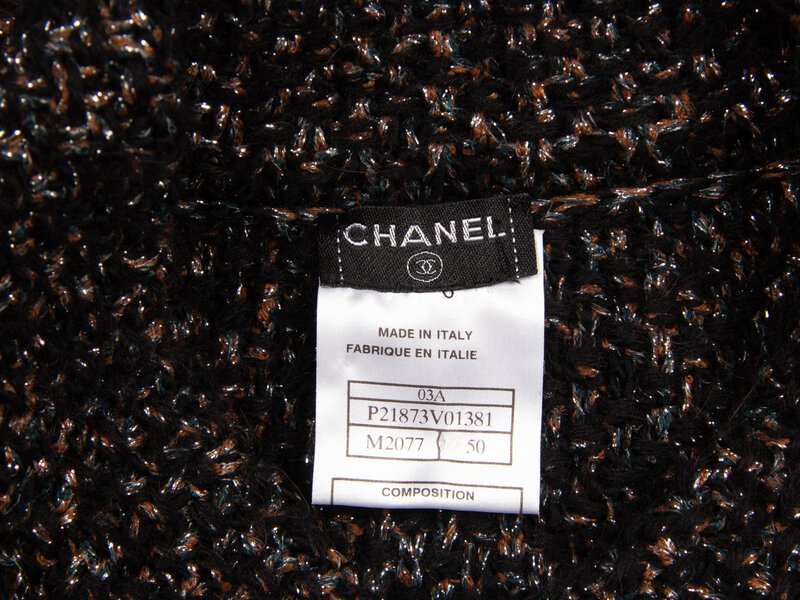 CHANEL
MADE IN ITALY
FABRIQUE EN ITALIE
03A
P21873V01381
M2077 50
COMPOSITION